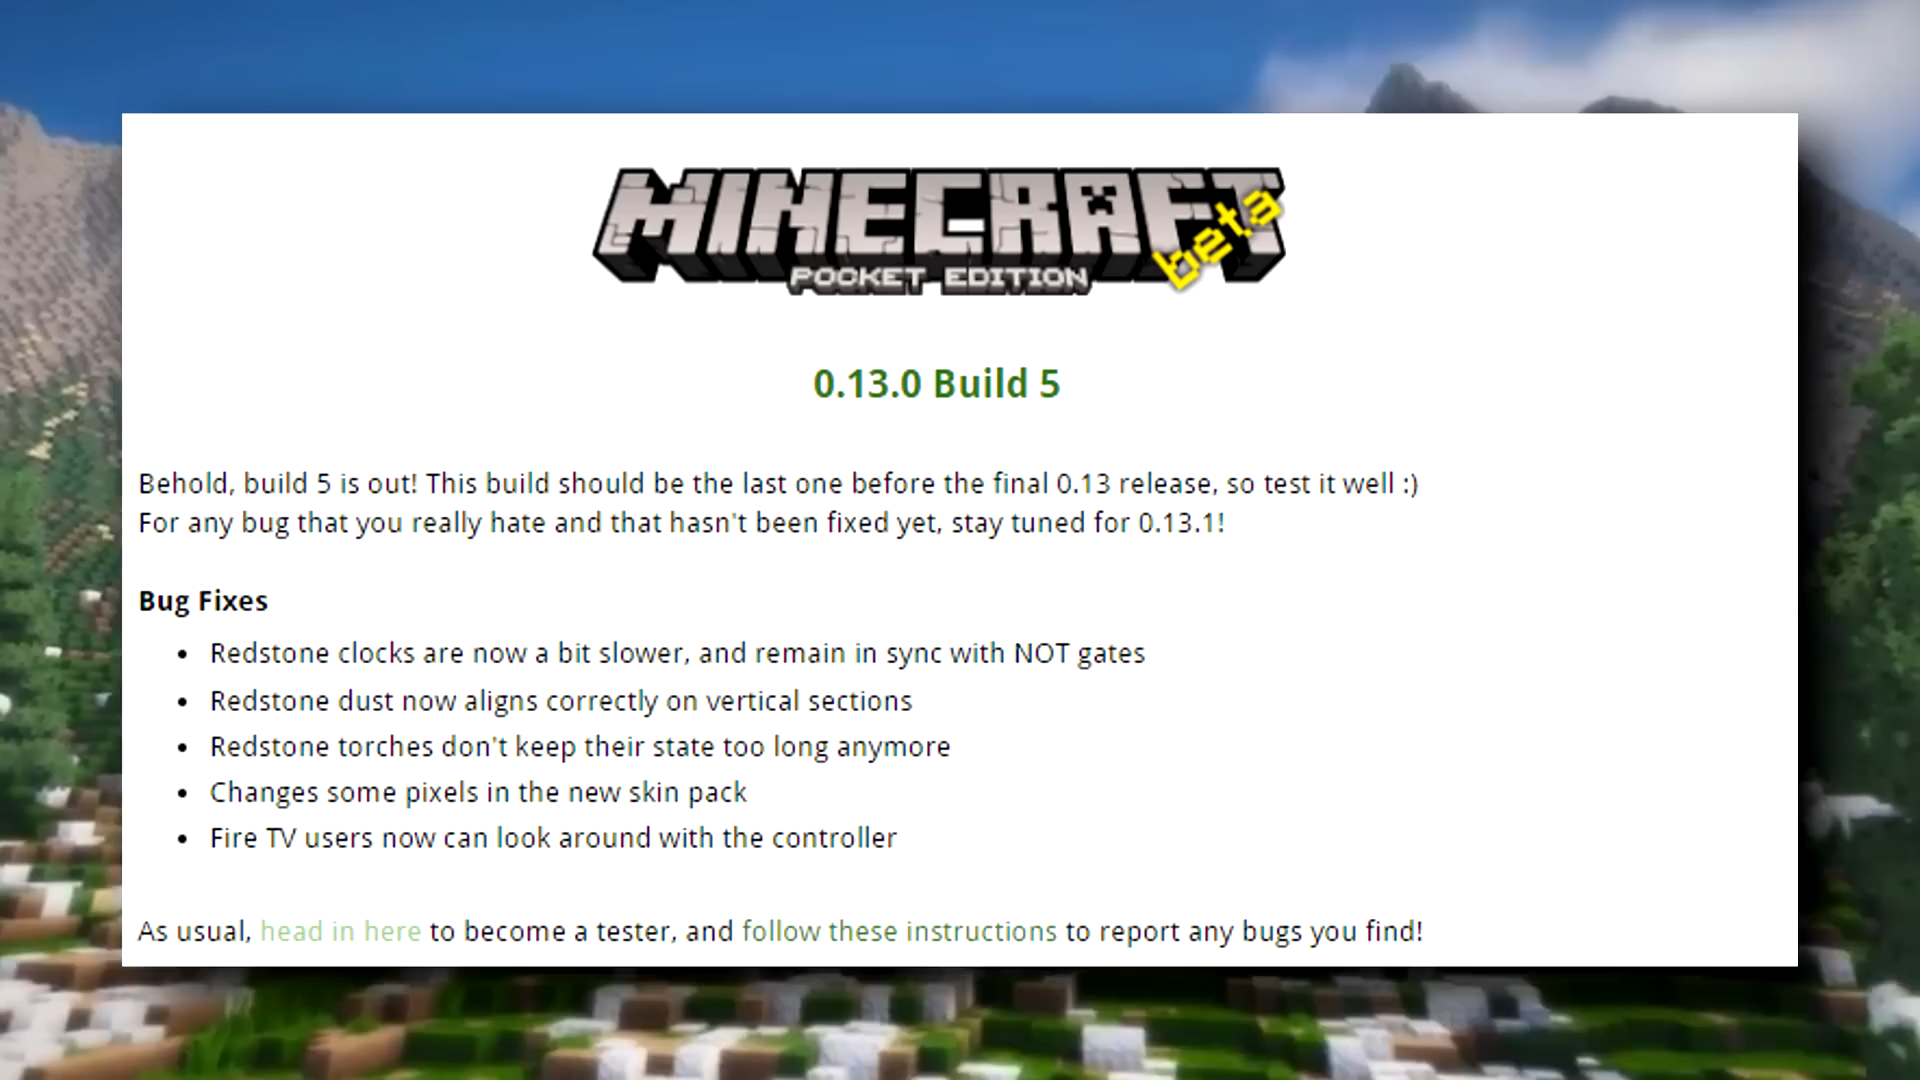 MINECRAFT
beta
POCKET EDITION
0.13.0 Build 5
Behold, build 5 is out! This build should be the last one before the final 0.13 release, so test it well :)
For any bug that you really hate and that hasn't been fixed yet, stay tuned for 0.13.1!
Bug Fixes
• Redstone clocks are now a bit slower, and remain in sync with NOT gates
• Redstone dust now aligns correctly on vertical sections
• Redstone torches don't keep their state too long anymore
• Changes some pixels in the new skin pack
• Fire TV users now can look around with the controller
As usual, head in here to become a tester, and follow these instructions to report any bugs you find!